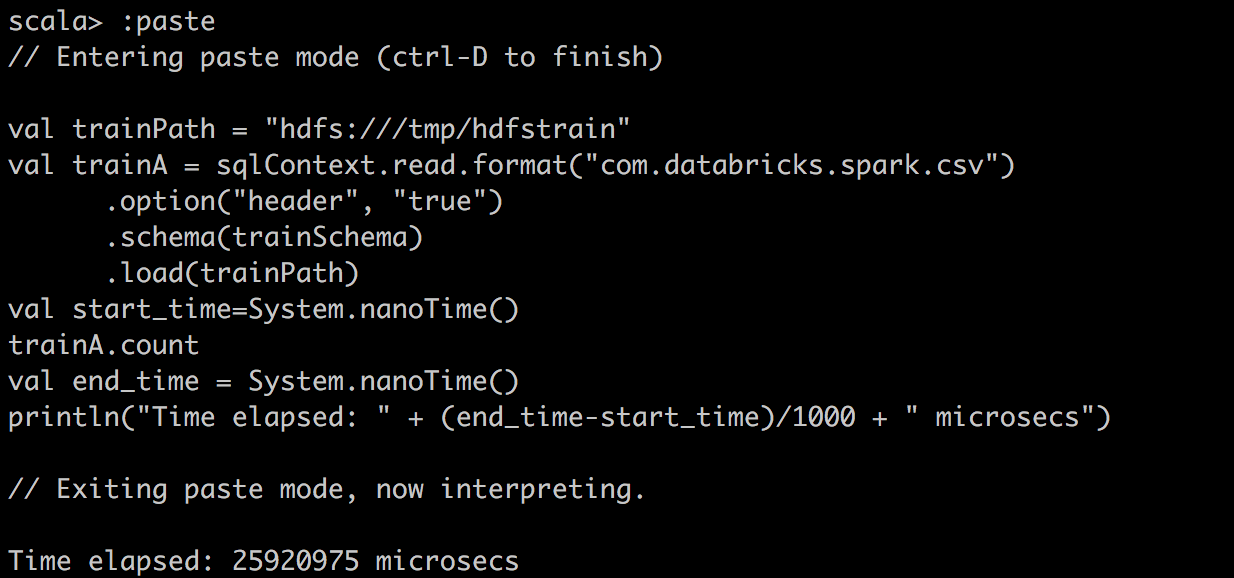 scala> :paste
// Entering paste mode (ctrl-D to finish)
val trainPath = "hdfs:///tmp/hdfstrain"
val trainA = sqlContext.read.format("com.databricks.spark.csv")
.option("header", "true")
.schema(trainSchema)
.load(trainPath)
val start_time=System.nanoTime()
trainA.count
val end_time = System.nanoTime()
println("Time elapsed: " + (end_time-start_time)/1000 + " microsecs")
// Exiting paste mode, now interpreting.
Time elapsed: 25920975 microsecs